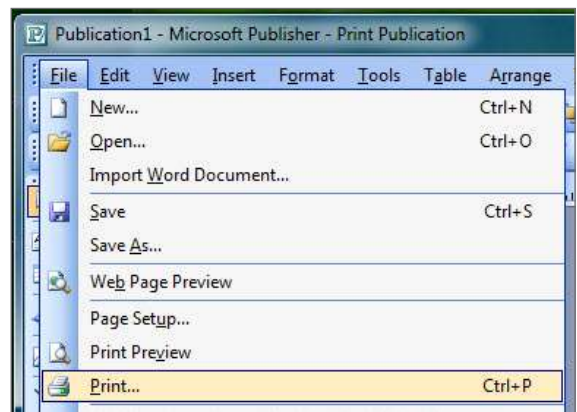 Publication1 - Microsoft Publisher - Print Publication
File Edit View Insert Format Tools Table Arrange
New... Ctrl+N
Open... Ctrl+O
Import Word Document...
Save Ctrl+S
Save As...
Web Page Preview
Page Setup...
Print Preview
Print... Ctrl+P